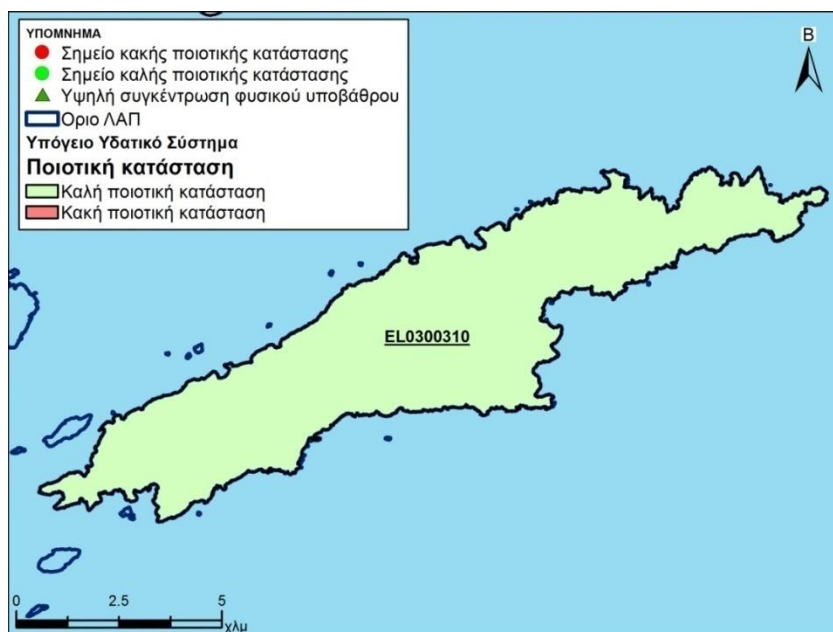 ΥΠΟΜΝΗΜΑ
Σημείο κακής ποιοτικής κατάστασης
Σημείο καλής ποιοτικής κατάστασης
Υψηλή συγκέντρωση φυσικού υποβάθρου
Οριο ΛΑΠ
Υπόγειο Υδατικό Σύστημα
Ποιοτική κατάσταση
Καλή ποιοτική κατάσταση
Κακή ποιοτική κατάσταση
Β
EL0300310
0 2.5 5
χλμ